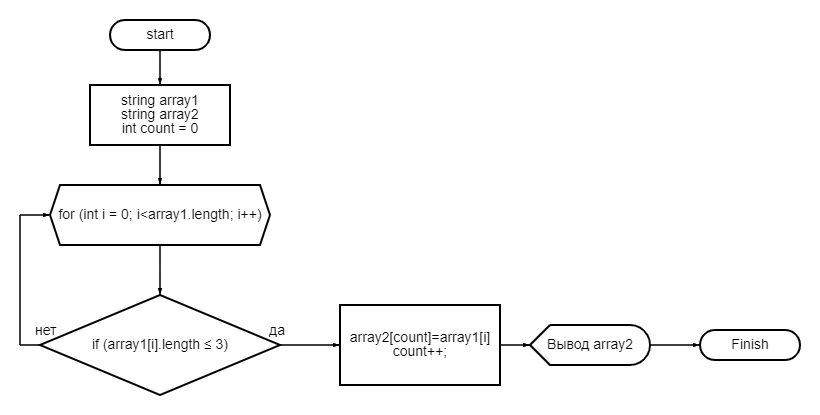 start
string array1
string array2
int count = 0
for (int i = 0; i<array1.length; i++)
нет
да
if (array1[i].length ≤ 3)
array2[count]=array1[i]
count++;
Вывод array2
Finish